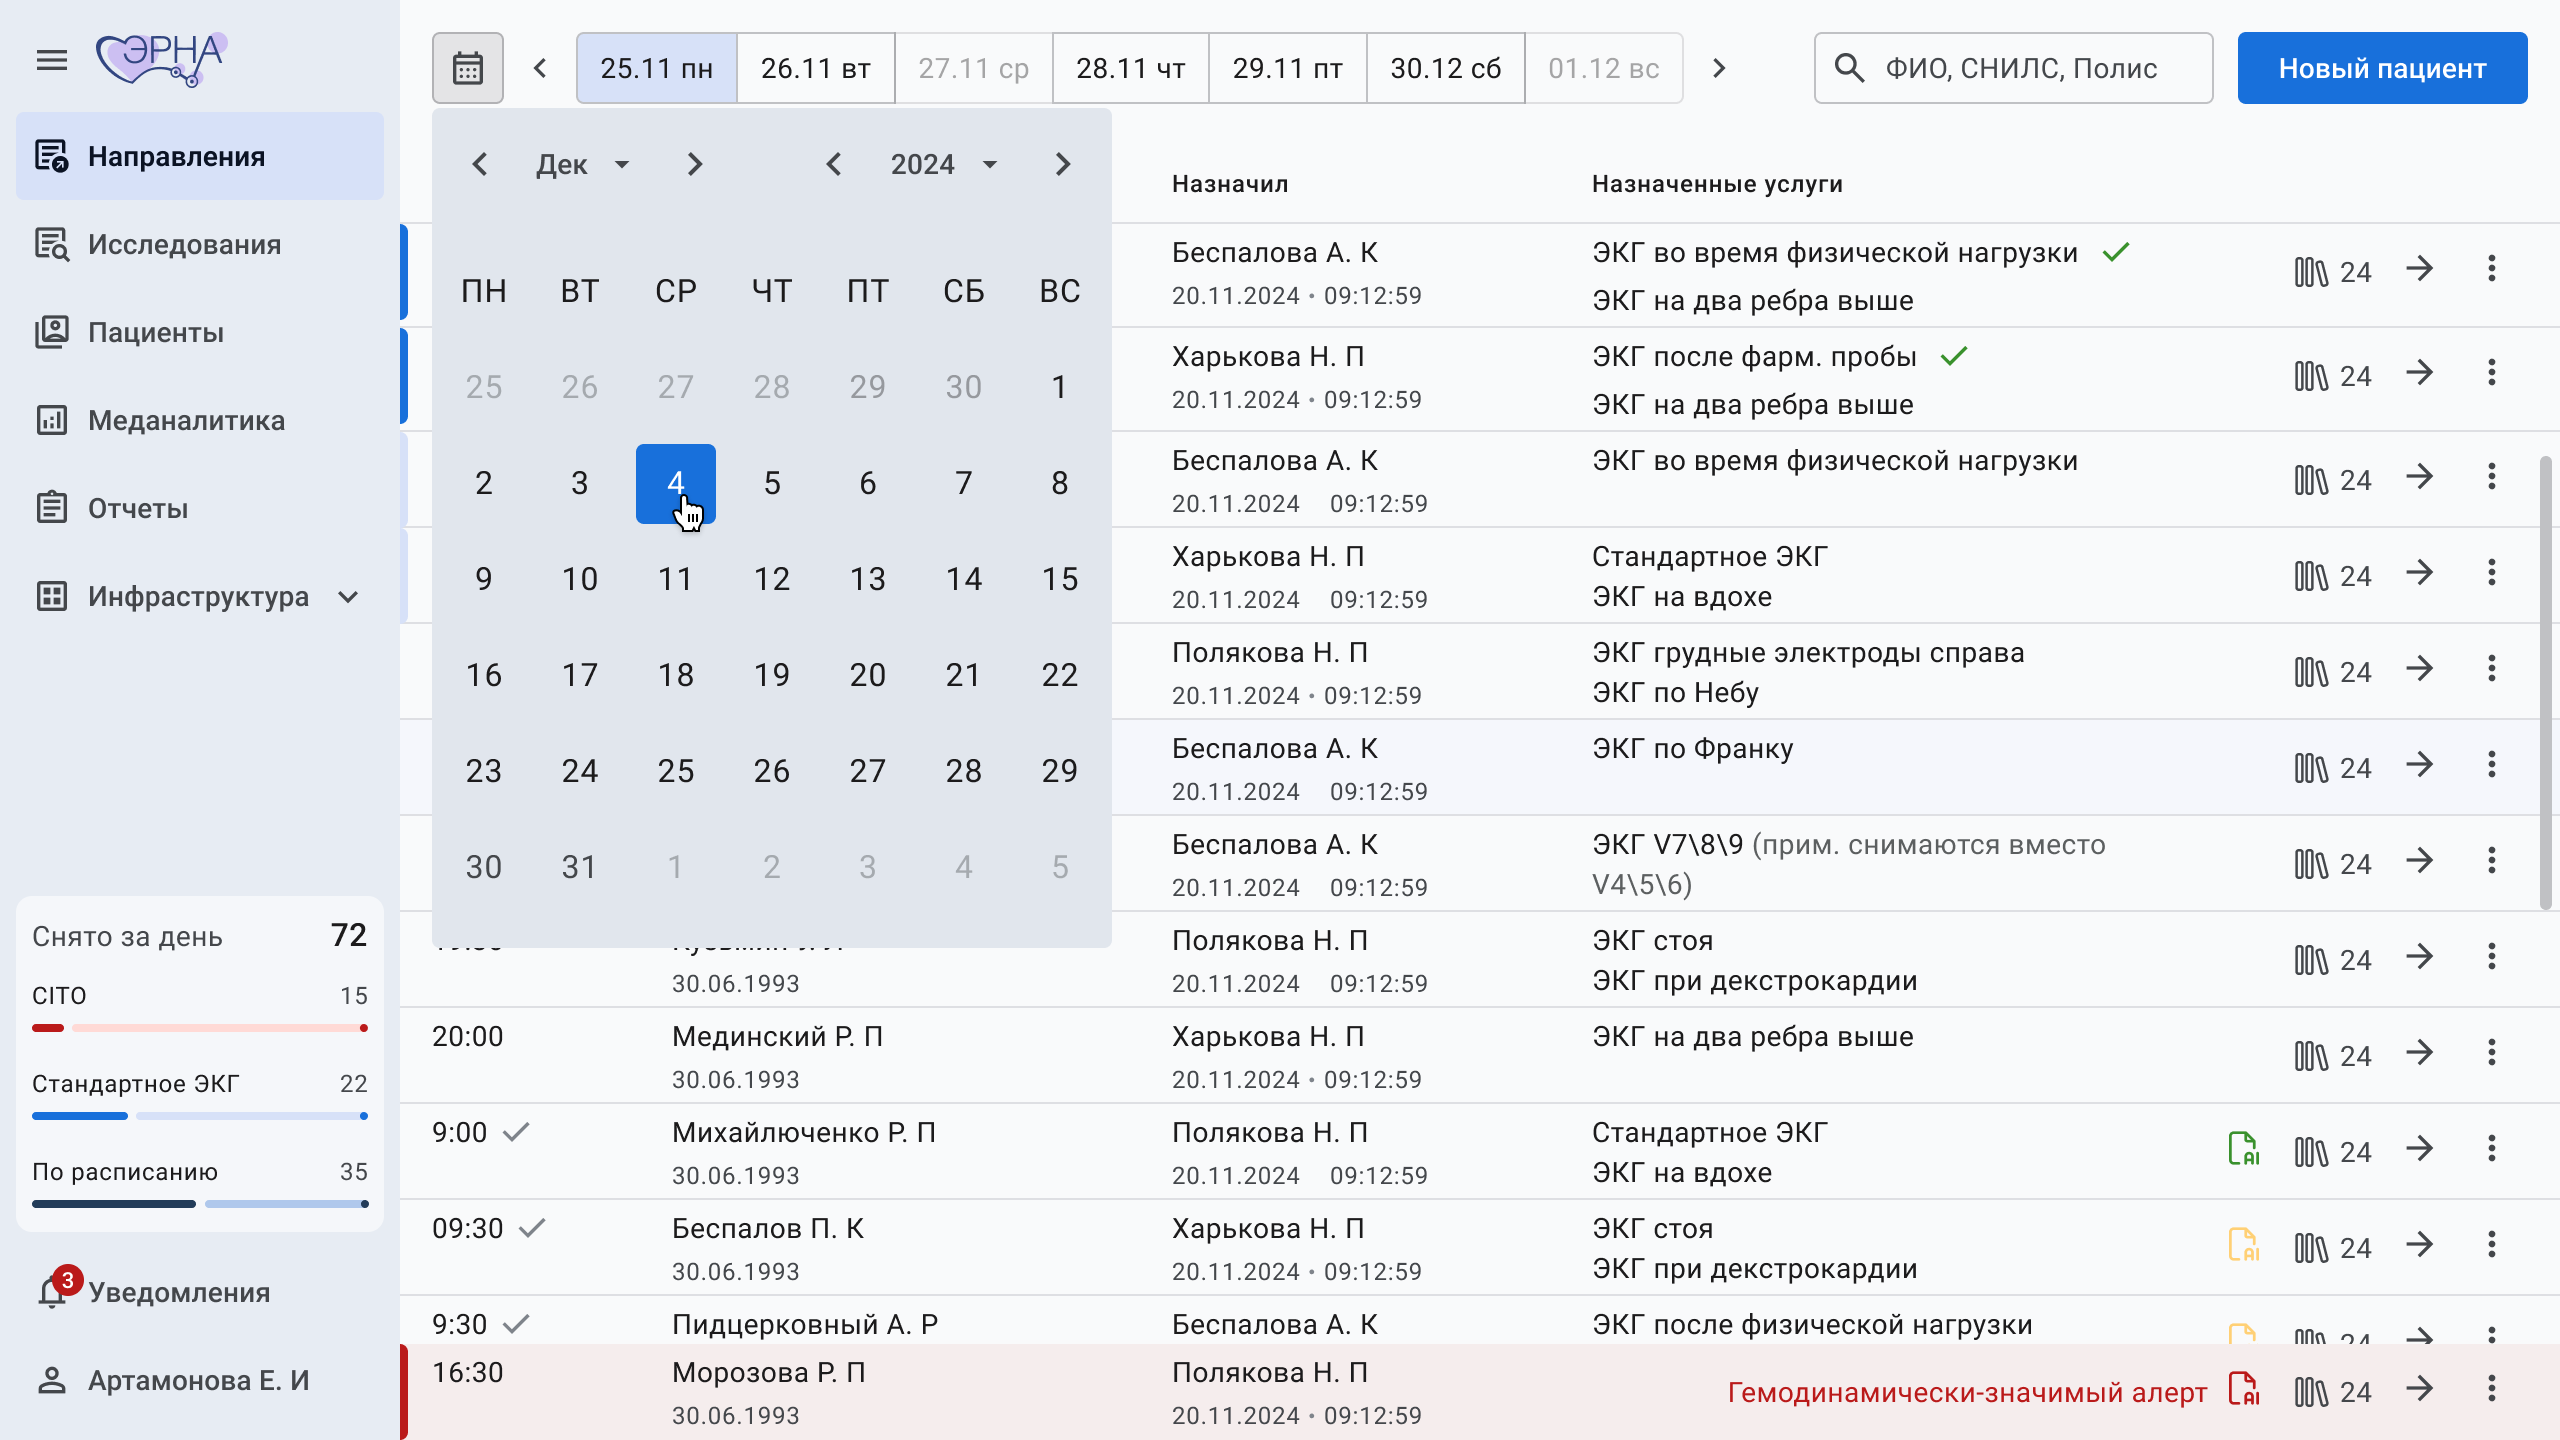 ЭРНА
Направления
Исследования
Пациенты
Меданалитика
Отчеты
Инфраструктура
Снято за день 72
CITO 15
Стандартное ЭКГ 22
По расписанию 35
3
Уведомления
Артамонова Е. И
25.11 пн 26.11 вт 27.11 ср 28.11 чт 29.11 пт 30.12 сб 01.12 вс
ФИО, СНИЛС, Полис
Новый пациент
Дек 2024
ПН ВТ СР ЧТ ПТ СБ ВС
25 26 27 28 29 30 1
2 3 4 5 6 7 8
9 10 11 12 13 14 15
16 17 18 19 20 21 22
23 24 25 26 27 28 29
30 31 1 2 3 4 5
Назначил Назначенные услуги
Беспалова А. К ЭКГ во время физической нагрузки
20.11.2024 • 09:12:59 ЭКГ на два ребра выше 24
Харькова Н. П ЭКГ после фарм. пробы
20.11.2024 • 09:12:59 ЭКГ на два ребра выше 24
Беспалова А. К ЭКГ во время физической нагрузки
20.11.2024 09:12:59 24
Харькова Н. П Стандартное ЭКГ
20.11.2024 09:12:59 ЭКГ на вдохе 24
Полякова Н. П ЭКГ грудные электроды справа
20.11.2024 • 09:12:59 ЭКГ по Небу 24
Беспалова А. К ЭКГ по Франку
20.11.2024 09:12:59 24
Беспалова А. К ЭКГ V7\8\9 (прим. снимаются вместо
20.11.2024 09:12:59 V4\5\6) 24
Полякова Н. П ЭКГ стоя
30.06.1993 20.11.2024 09:12:59 ЭКГ при декстрокардии 24
20:00 Мединский Р. П Харькова Н. П ЭКГ на два ребра выше
30.06.1993 20.11.2024 • 09:12:59 24
9:00 Михайлюченко Р. П Полякова Н. П Стандартное ЭКГ
30.06.1993 20.11.2024 09:12:59 ЭКГ на вдохе AI 24
09:30 Беспалов П. К Харькова Н. П ЭКГ стоя
30.06.1993 20.11.2024 • 09:12:59 ЭКГ при декстрокардии AI 24
9:30 Пидцерковный А. Р Беспалова А. К ЭКГ после физической нагрузки 24
16:30 Морозова Р. П Полякова Н. П
30.06.1993 20.11.2024 • 09:12:59 Гемодинамически-значимый алерт AI 24